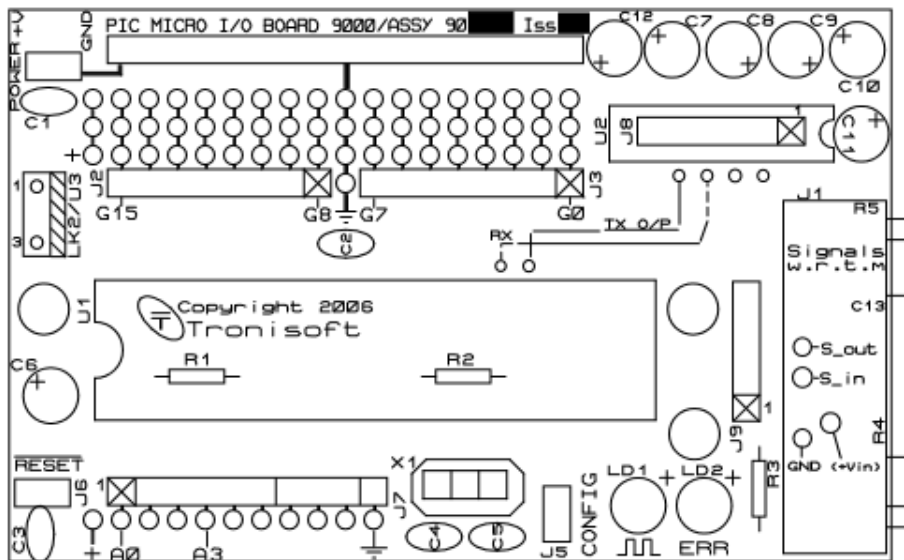 POWER +V
GND
PIC MICRO I/O BOARD 9000/ASSY 90 Iss
C12
C7
C8
C9
C10
C1
U2
J8
1
C11
+
J2
J3
G15
G8
G7
G0
1
3
LK2/U3
C2
TX O/P
RX
J1
R5
Signals
w.r.t.M
C13
S_out
S_in
R4
GND (+Vin)
U1
Copyright 2006
Tronisoft
R1
R2
C6
1
J9
R3
RESET
J6
1
J7
X1
C3
+
A0
A3
C4
C5
J5
CONFIG
LD1
LD2
ERR